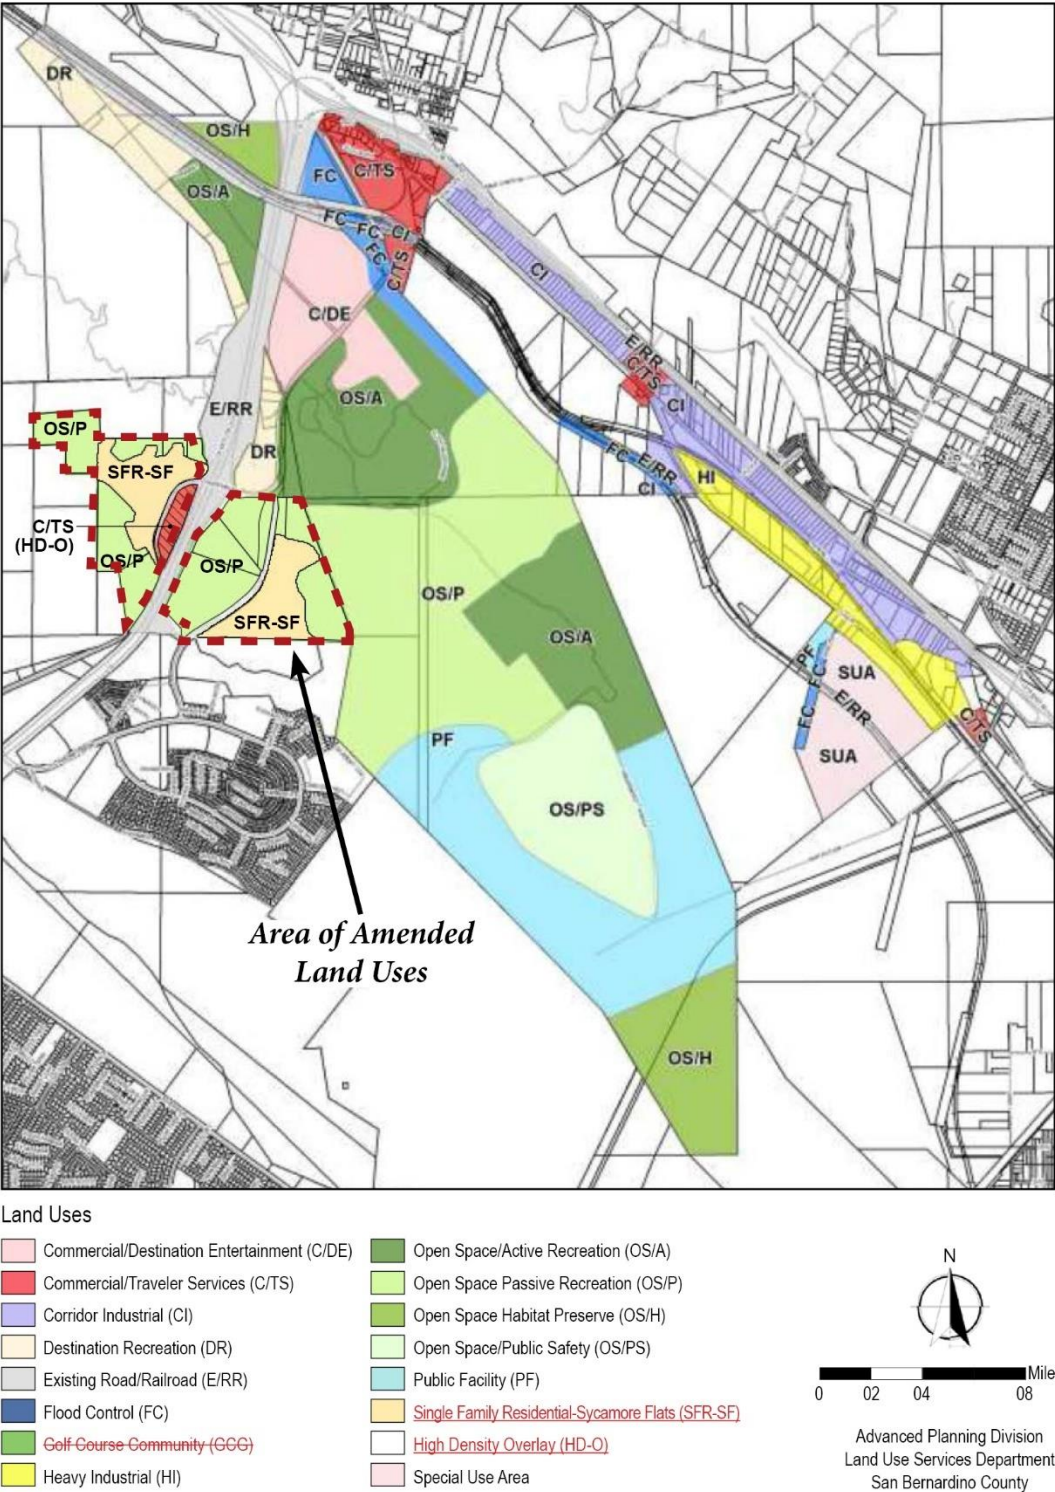 DR
OS/H
OS/A
FC
C/TS
FC
FC
CI
FC
C/TS
CI
C/DE
E/RR
C/TS
OS/A
CI
E/RR
OS/P
DR
SFR-SF
FC
E/RR
HI
CI
C/TS
(HD-O)
OS/P
OS/P
OS/P
SFR-SF
OS/A
PF
FC
SUA
E/RR
FC
C/TS
PF
SUA
OS/PS
Area of Amended
Land Uses
OS/H
Land Uses
Commercial/Destination Entertainment (C/DE)
Commercial/Traveler Services (C/TS)
Corridor Industrial (CI)
Destination Recreation (DR)
Existing Road/Railroad (E/RR)
Flood Control (FC)
Golf Course Community (GCG)
Heavy Industrial (HI)
Open Space/Active Recreation (OS/A)
Open Space Passive Recreation (OS/P)
Open Space Habitat Preserve (OS/H)
Open Space/Public Safety (OS/PS)
Public Facility (PF)
Single Family Residential-Sycamore Flats (SFR-SF)
High Density Overlay (HD-O)
Special Use Area
N
Mile
0 02 04 08
Advanced Planning Division
Land Use Services Department
San Bernardino County